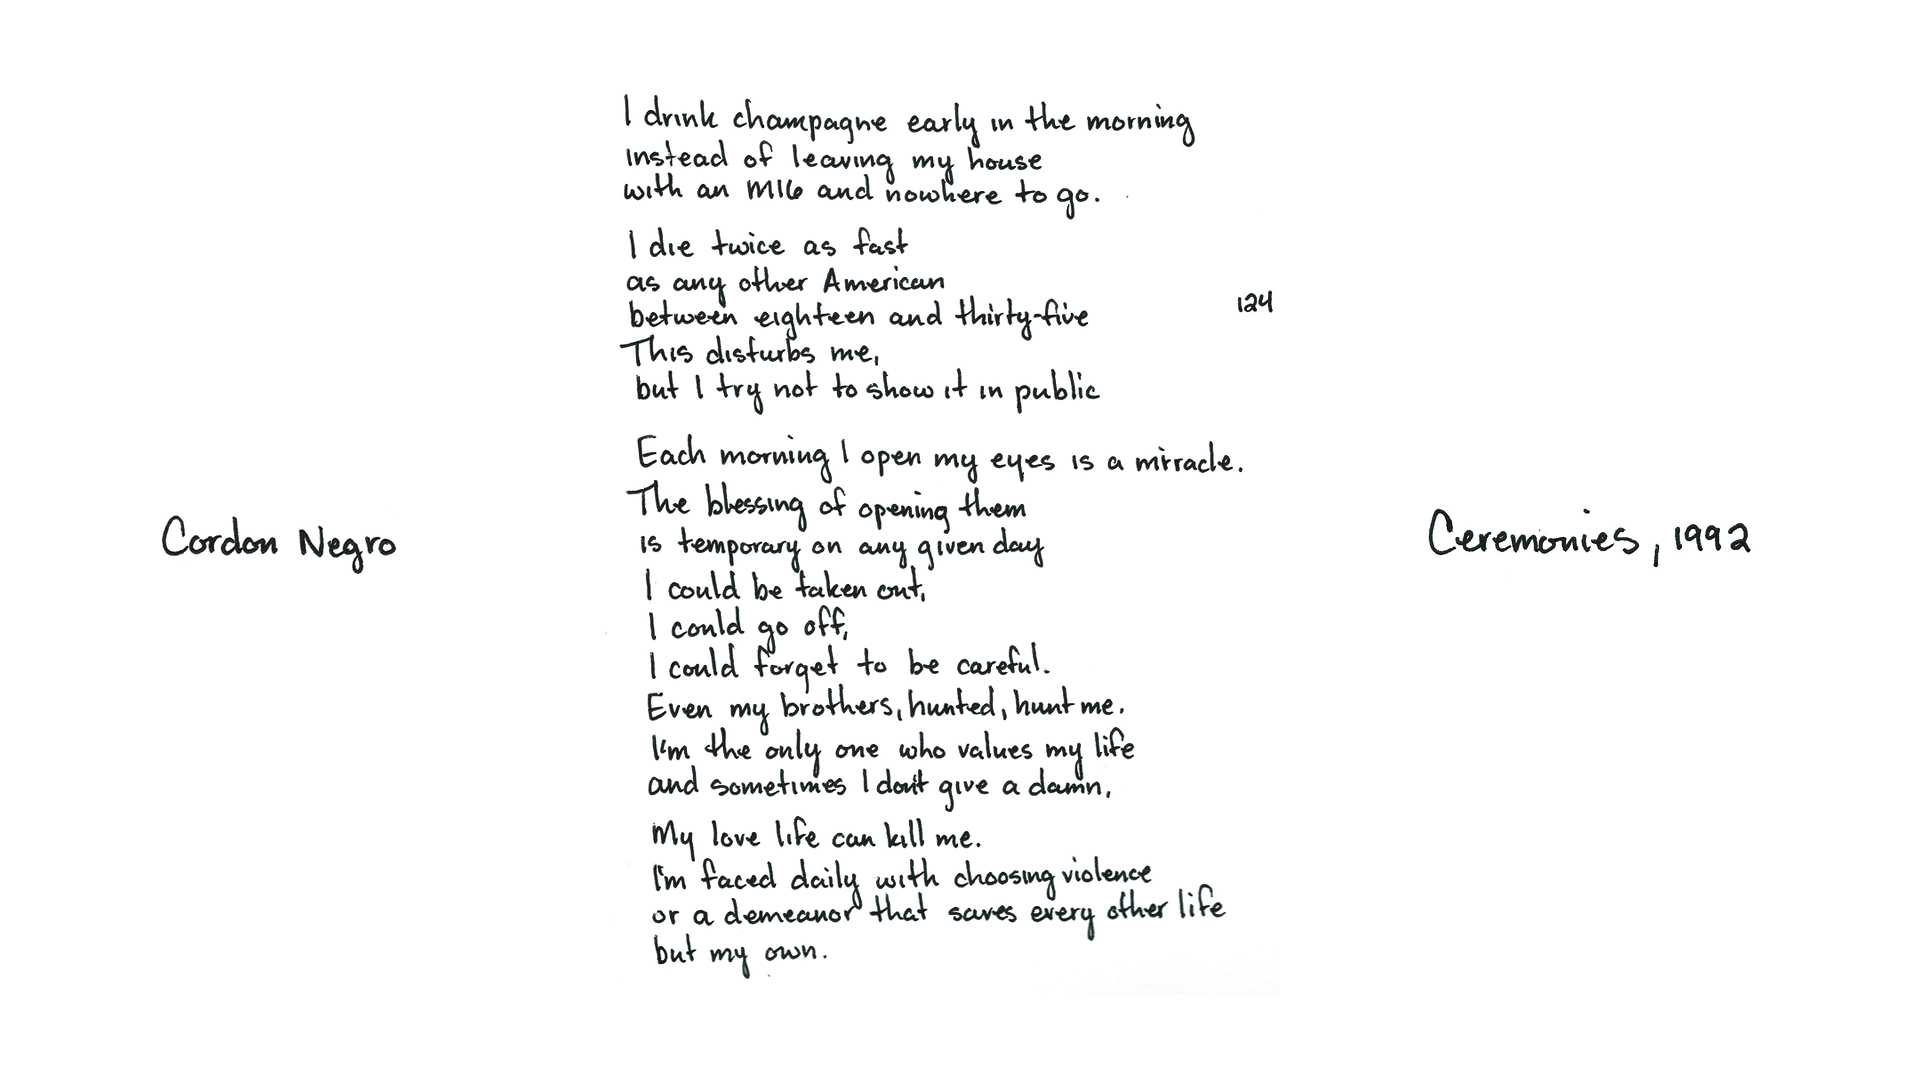 Cordon Negro
I drink champagne early in the morning
instead of leaving my house
with an M16 and nowhere to go.
I die twice as fast
as any other American
between eighteen and thirty-five
124
This disturbs me,
but I try not to show it in public
Each morning I open my eyes is a miracle.
The blessing of opening them
is temporary on any given day
I could be taken out,
I could go off,
I could forget to be careful.
Even my brothers, hunted, hunt me.
I'm the only one who values my life
and sometimes I don't give a damn,
My love life can kill me.
I'm faced daily with choosing violence
or a demeanor that saves every other life
but my own.
Ceremonies, 1992